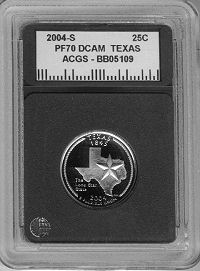 2004-S 25C
PF70 DCAM TEXAS
ACGS - BB05109
TEXAS
1845
The
Lone Star
State
2004